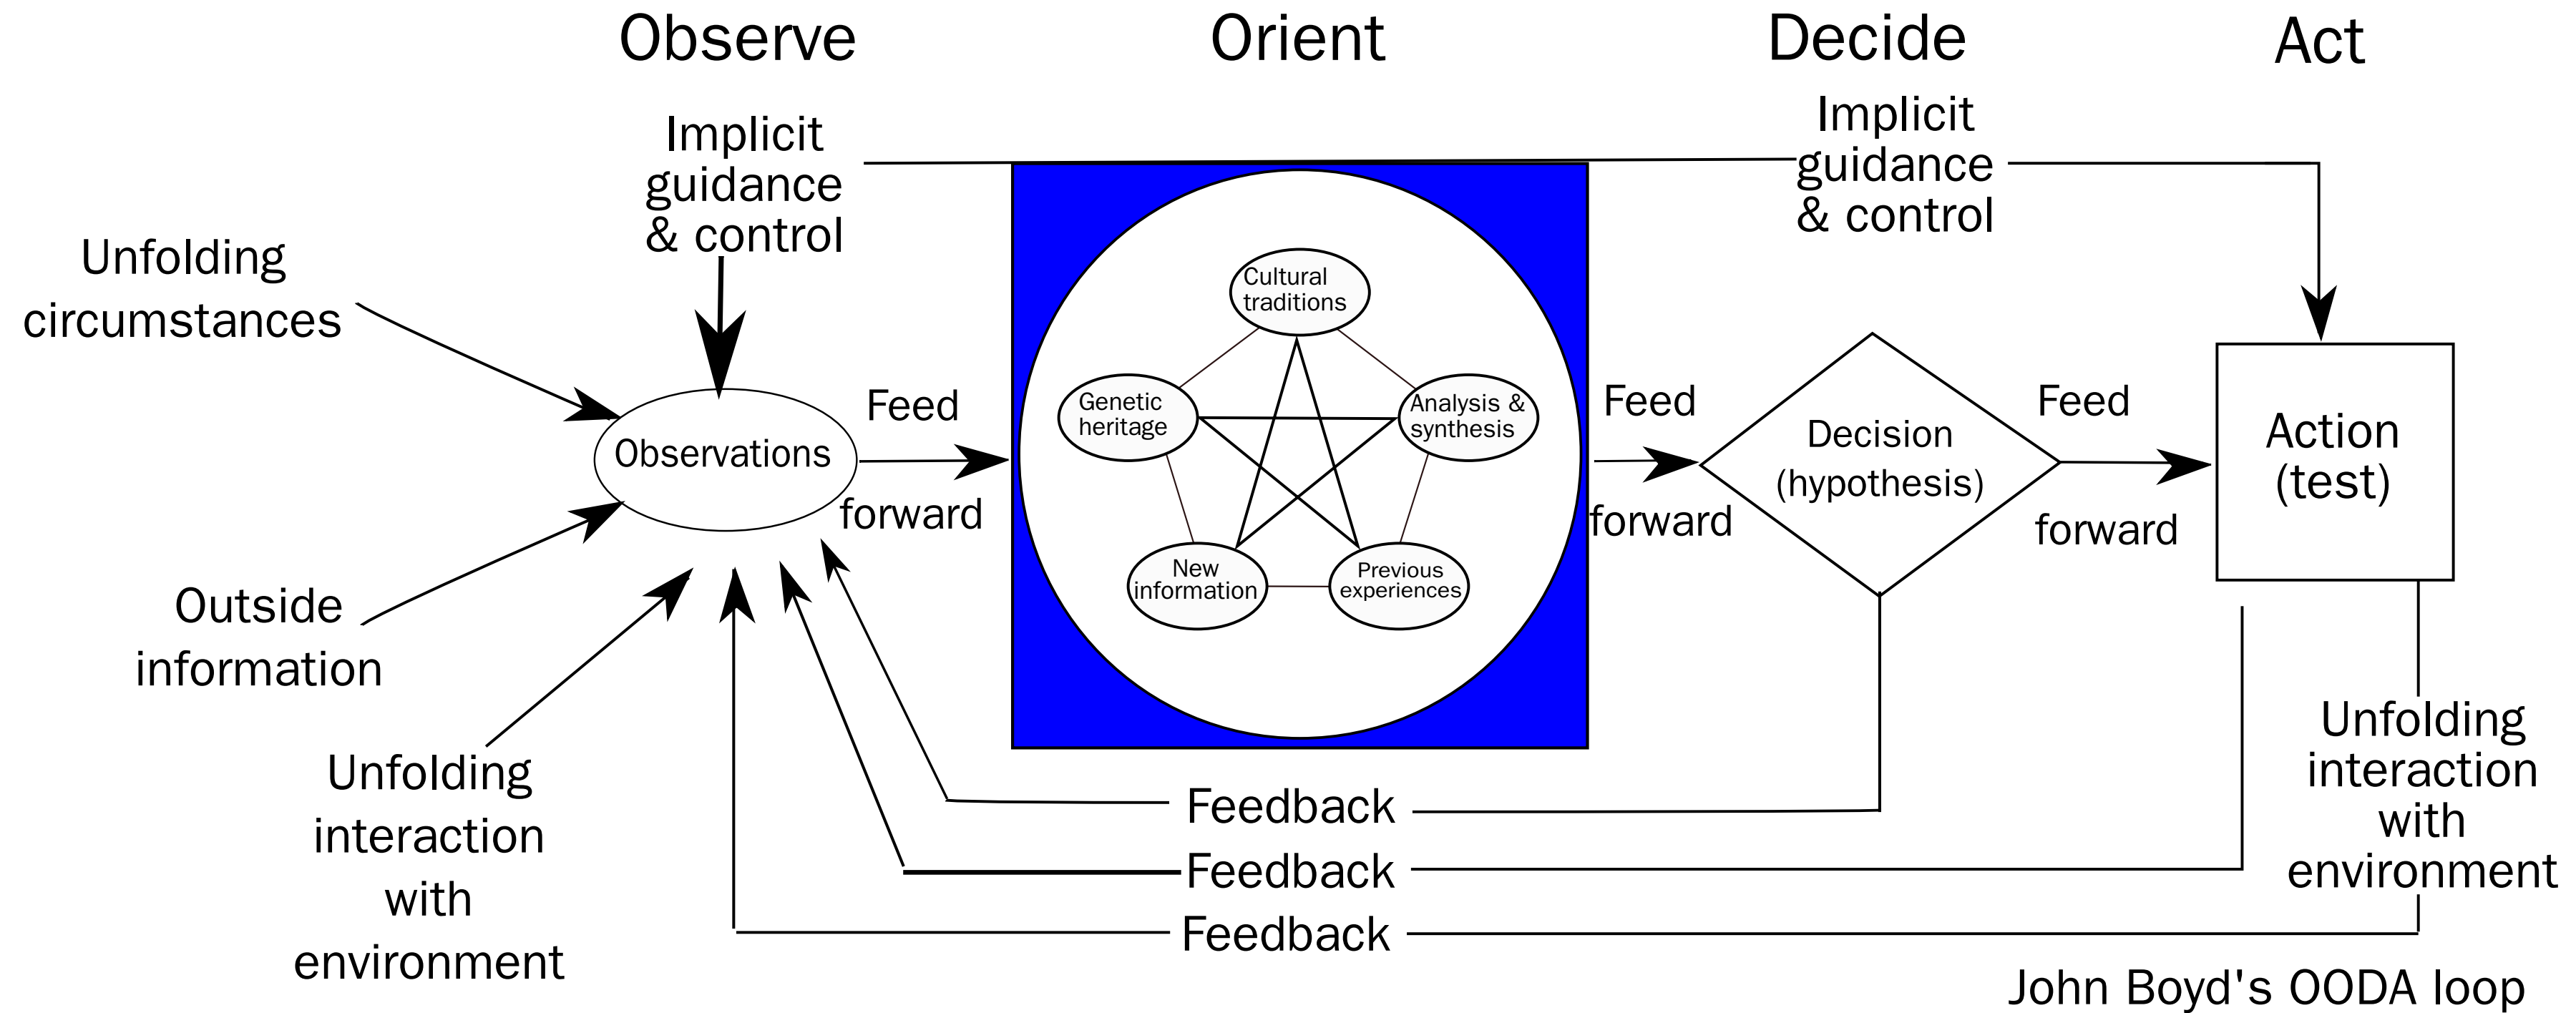 Observe
Orient
Decide
Act
Implicit
guidance
& control
Implicit
guidance
& control
Unfolding
circumstances
Observations
Outside
information
Unfolding
interaction
with
environment
Feed
forward
Cultural
traditions
Genetic
heritage
Analysis &
synthesis
New
information
Previous
experiences
Feed
forward
Decision
(hypothesis)
Feed
forward
Action
(test)
Unfolding
interaction
with
environment
Feedback
Feedback
Feedback
John Boyd's OODA loop